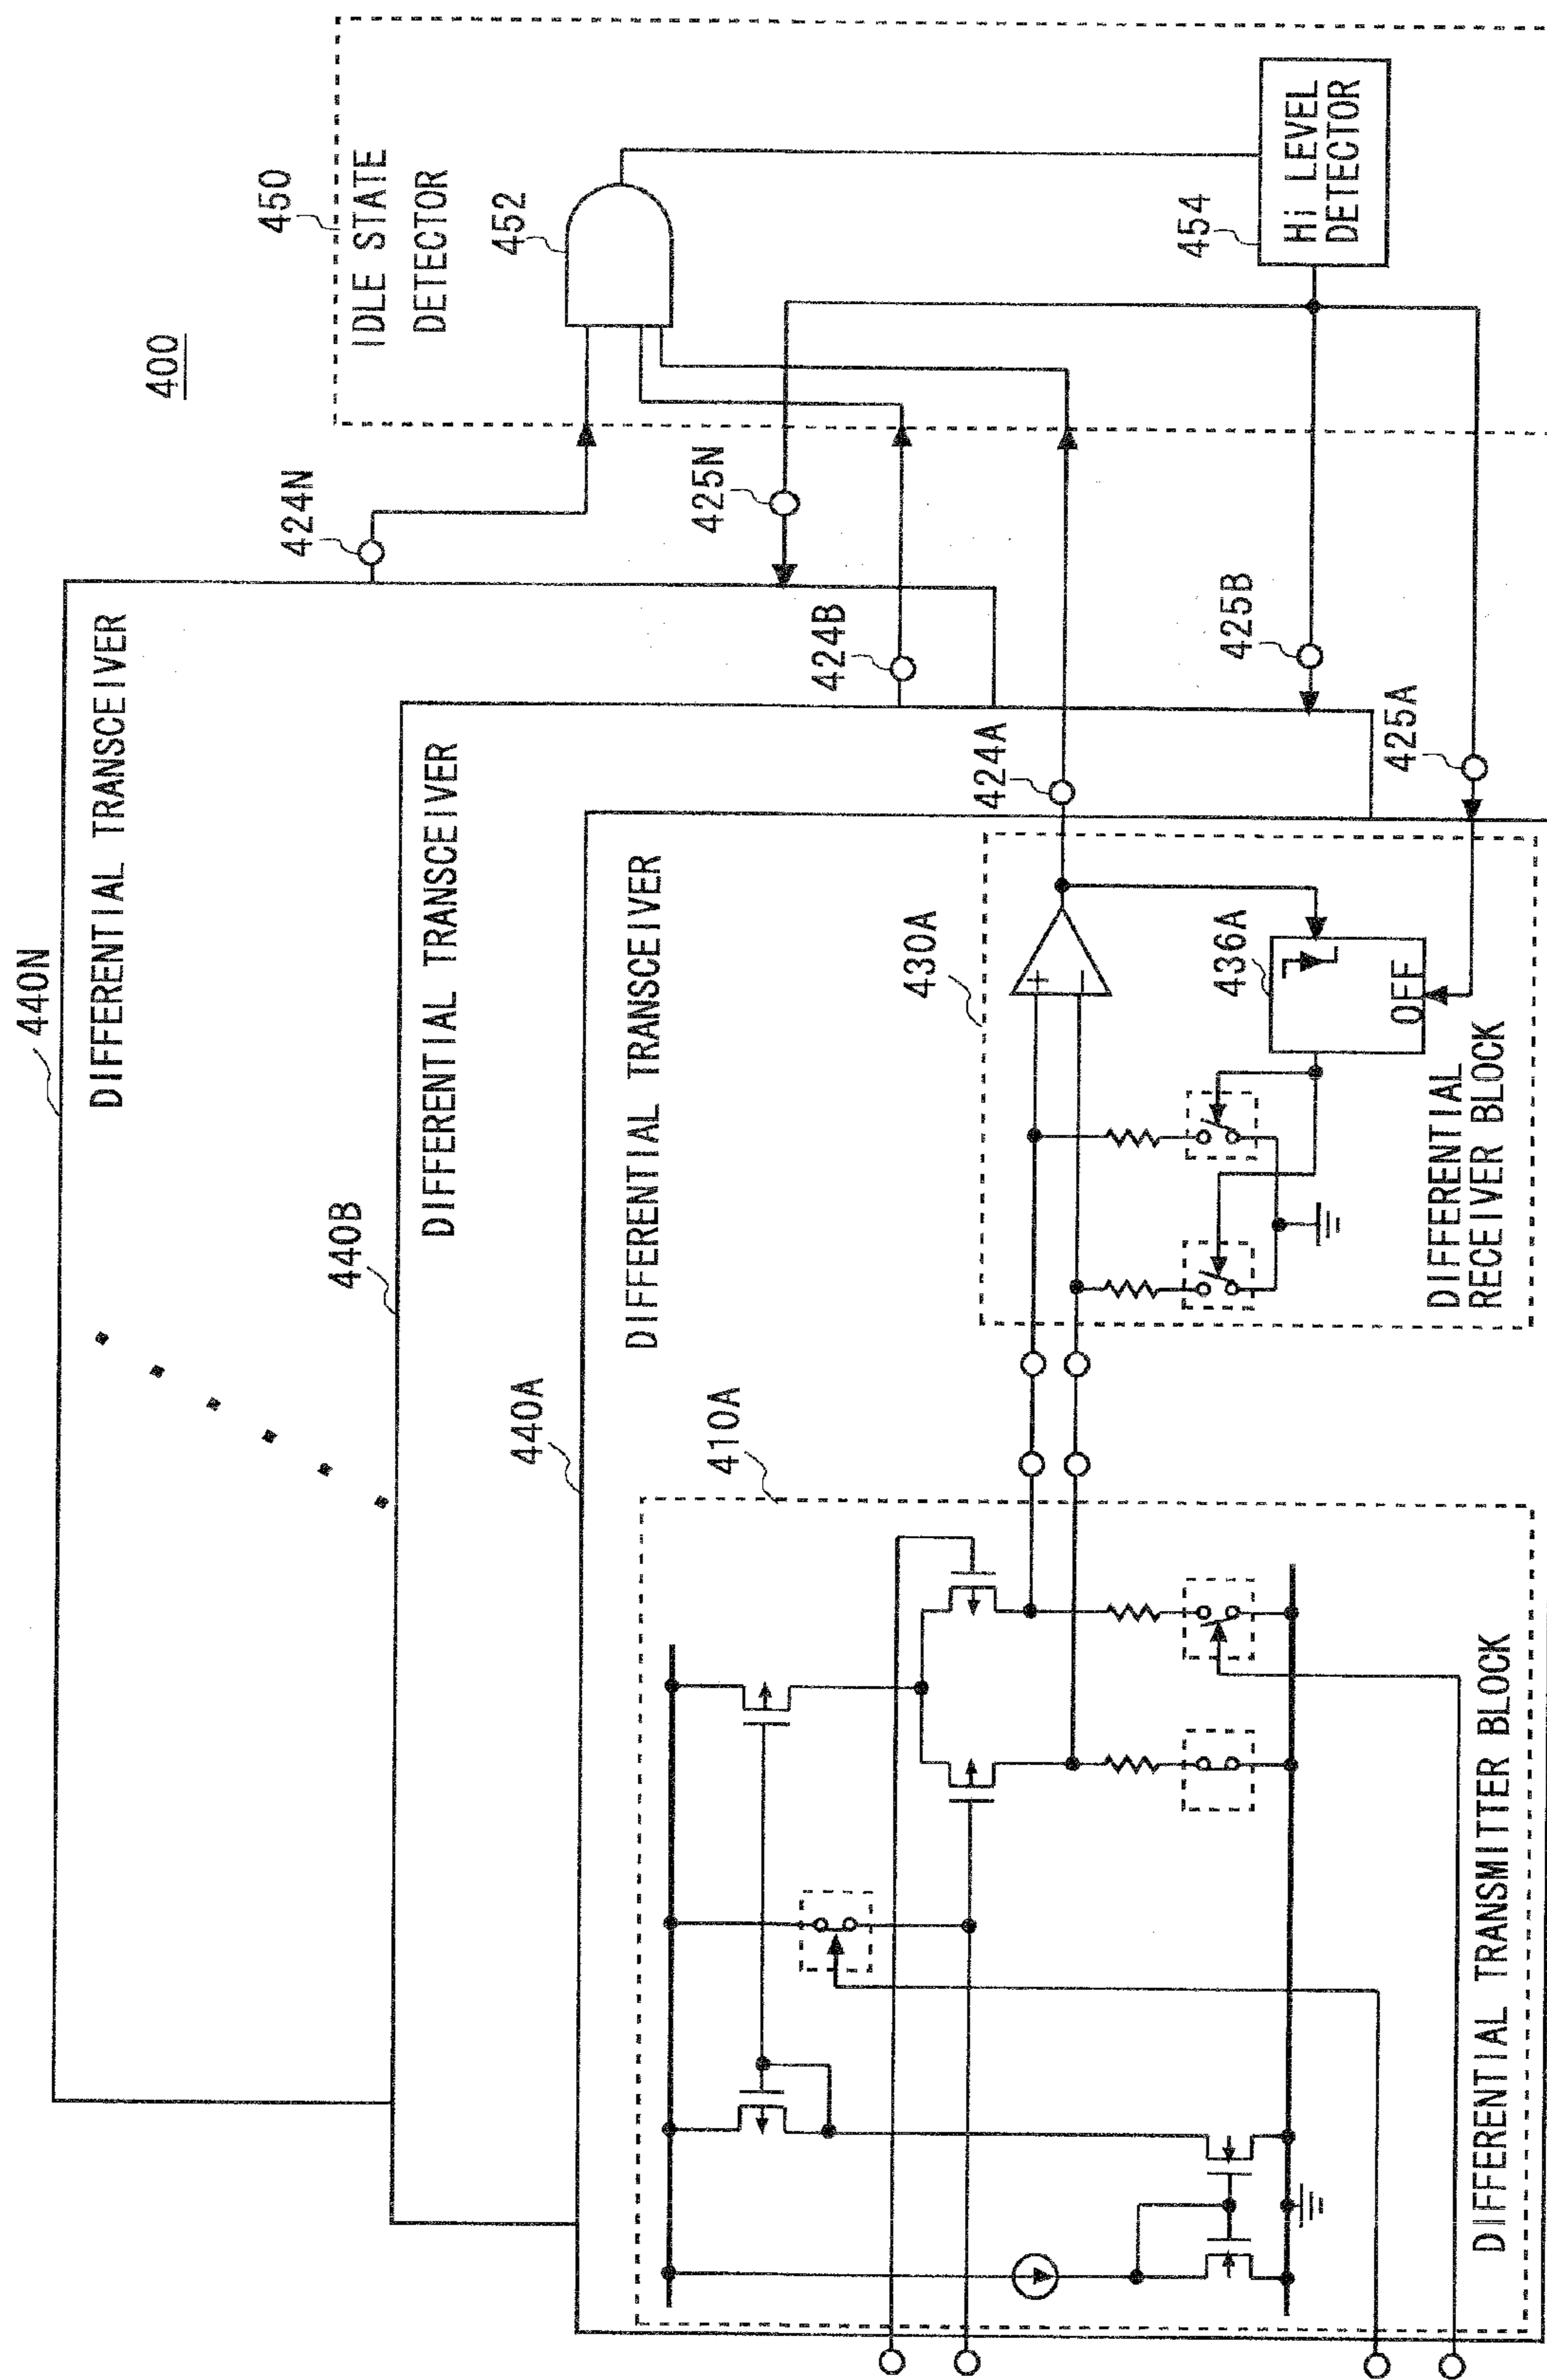 400
440N
DIFFERENTIAL TRANSCEIVER
440B
DIFFERENTIAL TRANSCEIVER
440A
DIFFERENTIAL TRANSCEIVER
410A
DIFFERENTIAL TRANSMITTER BLOCK
430A
+
−
436A
OFF
DIFFERENTIAL
RECEIVER BLOCK
424N
425N
424B
425B
424A
425A
450
IDLE STATE
DETECTOR
452
454
Hi LEVEL
DETECTOR